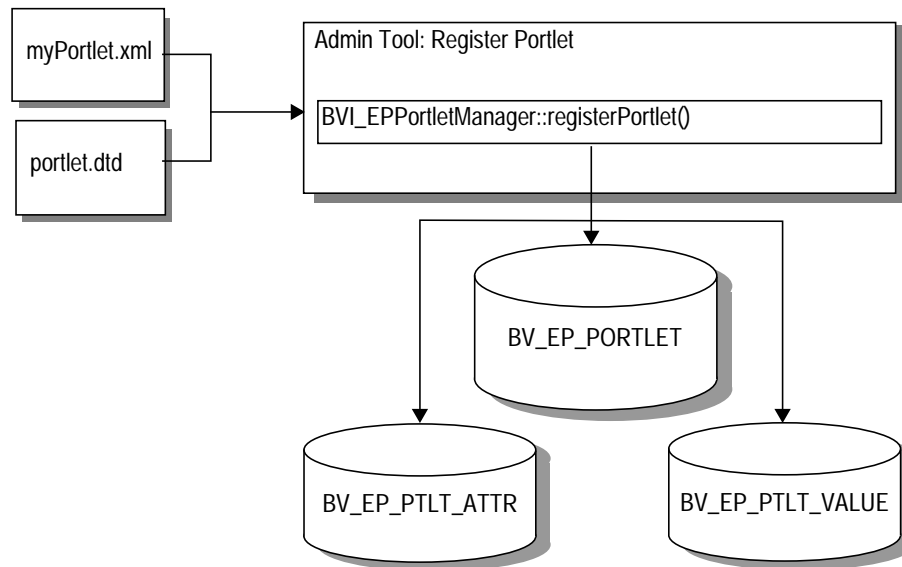 myPortlet.xml
portlet.dtd
Admin Tool: Register Portlet
BVI_EPPortletManager::registerPortlet()
BV_EP_PORTLET
BV_EP_PTLT_ATTR
BV_EP_PTLT_VALUE